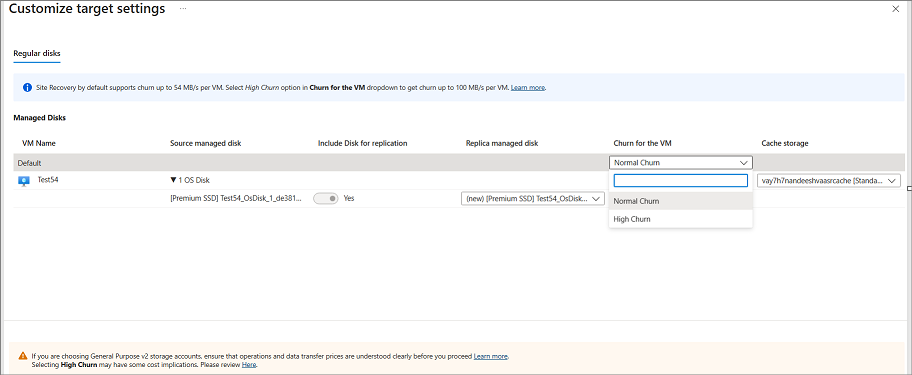 Customize target settings ...
Regular disks
Site Recovery by default supports churn up to 54 MB/s per VM. Select High Churn option in Churn for the VM dropdown to get churn up to 100 MB/s per VM. Learn more.
Managed Disks
VM Name Source managed disk Include Disk for replication Replica managed disk Churn for the VM Cache storage
Default Normal Churn
Test54 1 OS Disk vay7h7nandeeshvaasrcache [Standa...
[Premium SSD] Test54_OsDisk_1_de381... Yes (new) [Premium SSD] Test54_OsDisk... Normal Churn
High Churn
If you are choosing General Purpose v2 storage accounts, ensure that operations and data transfer prices are understood clearly before you proceed Learn more.
Selecting High Churn may have some cost implications. Please review Here.